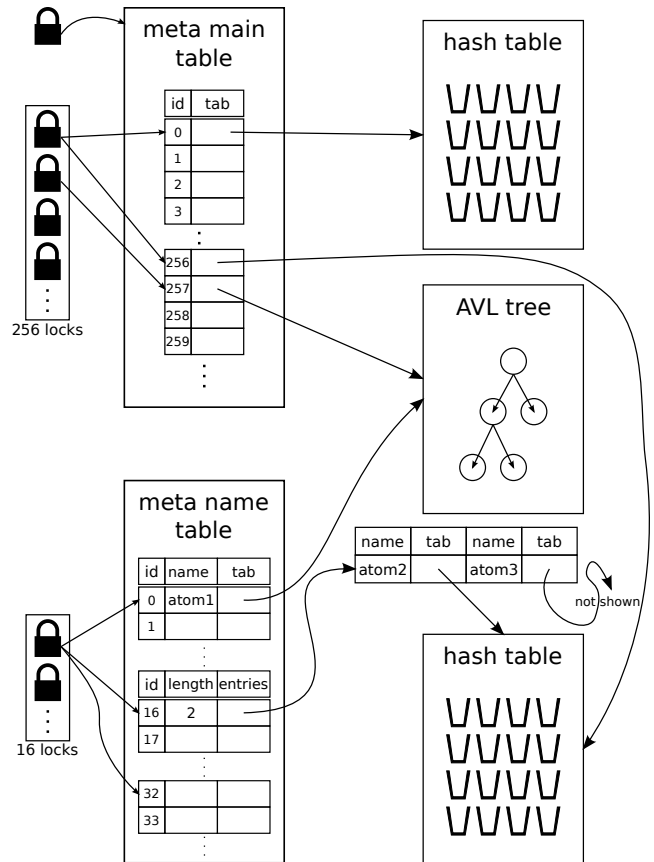 meta main
table
id tab
0
1
2
3
⋮
256
257
258
259
⋮
256 locks
hash table
AVL tree
meta name
table
id name tab
0 atom1
1
⋮
id length entries
16 2
17
⋮
32
33
⋮
16 locks
name tab name tab
atom2 atom3
not shown
hash table